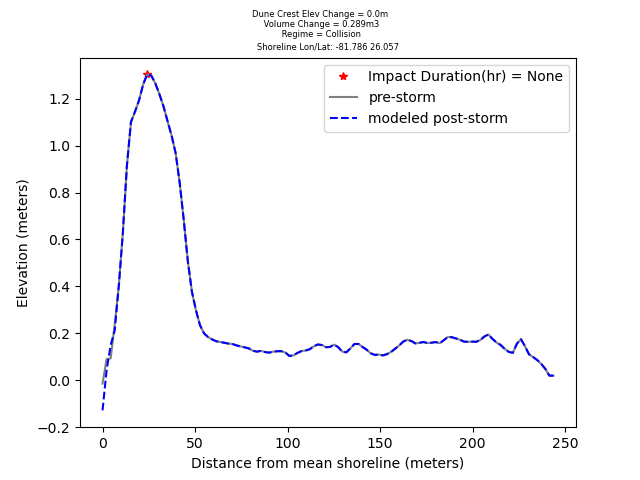 Dune Crest Elev Change = 0.0m
Volume Change = 0.289m3
Regime = Collision
Shoreline Lon/Lat: -81.786 26.057
Impact Duration(hr) = None
pre-storm
modeled post-storm
Elevation (meters)
1.2
1.0
0.8
0.6
0.4
0.2
0.0
−0.2
0 50 100 150 200 250
Distance from mean shoreline (meters)